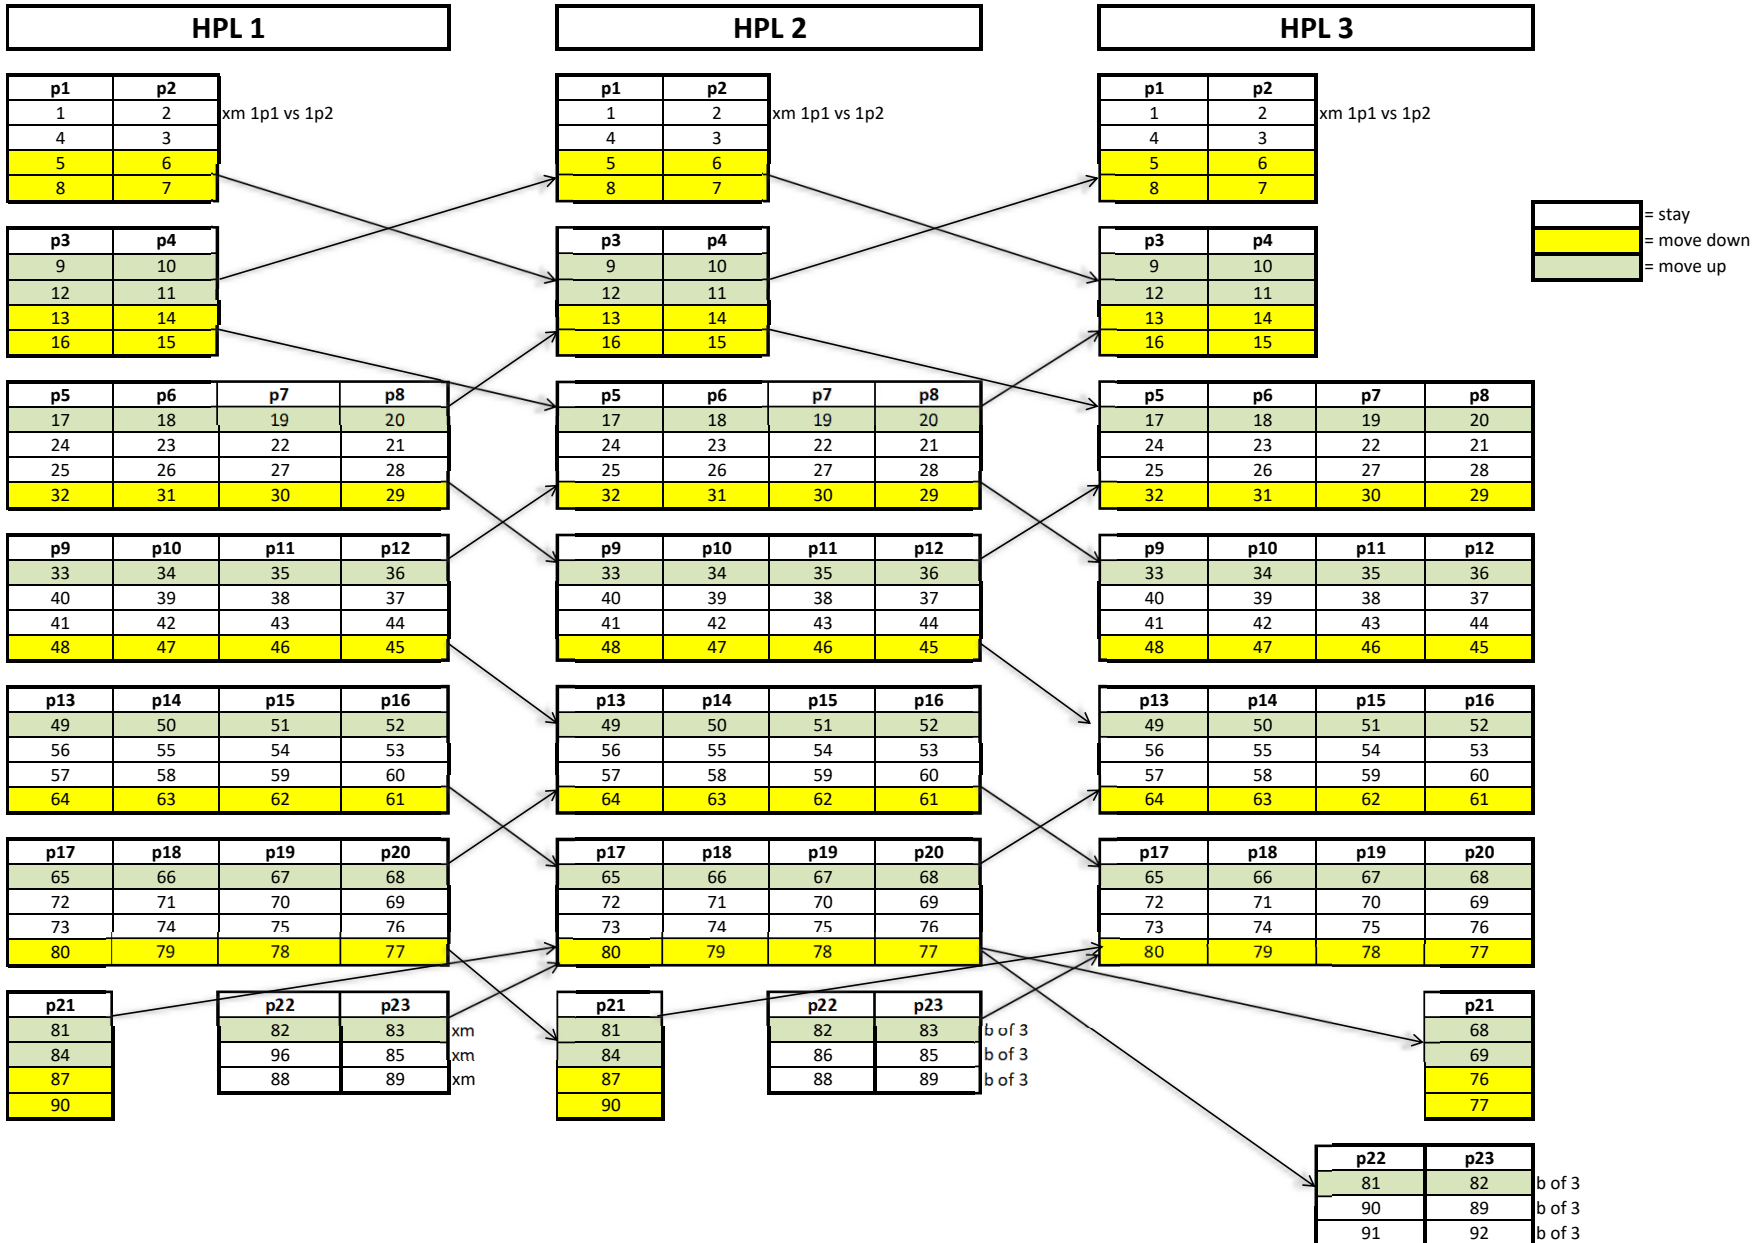 HPL 1 HPL 2 HPL 3
p1 p2 p1 p2 p1 p2
1 2 xm 1p1 vs 1p2 1 2 xm 1p1 vs 1p2 1 2 xm 1p1 vs 1p2
4 3 4 3 4 3
5 6 5 6 5 6
8 7 8 7 8 7
= stay
p3 p4 p3 p4 p3 p4
= move down
9 10 9 10 9 10
= move up
12 11 12 11 12 11
13 14 13 14 13 14
16 15 16 15 16 15
p5 p6 p7 p8 p5 p6 p7 p8 p5 p6 p7 p8
17 18 19 20 17 18 19 20 17 18 19 20
24 23 22 21 24 23 22 21 24 23 22 21
25 26 27 28 25 26 27 28 25 26 27 28
32 31 30 29 32 31 30 29 32 31 30 29
p9 p10 p11 p12 p9 p10 p11 p12 p9 p10 p11 p12
33 34 35 36 33 34 35 36 33 34 35 36
40 39 38 37 40 39 38 37 40 39 38 37
41 42 43 44 41 42 43 44 41 42 43 44
48 47 46 45 48 47 46 45 48 47 46 45
p13 p14 p15 p16 p13 p14 p15 p16 p13 p14 p15 p16
49 50 51 52 49 50 51 52 49 50 51 52
56 55 54 53 56 55 54 53 56 55 54 53
57 58 59 60 57 58 59 60 57 58 59 60
64 63 62 61 64 63 62 61 64 63 62 61
p17 p18 p19 p20 p17 p18 p19 p20 p17 p18 p19 p20
65 66 67 68 65 66 67 68 65 66 67 68
72 71 70 69 72 71 70 69 72 71 70 69
73 74 75 76 73 74 75 76 73 74 75 76
80 79 78 77 80 79 78 77 80 79 78 77
p21 p22 p23 p21 p22 p23 p21
81 82 83 xm 81 82 83 b of 3 68
84 96 85 xm 84 86 85 b of 3 69
87 88 89 xm 87 88 89 b of 3 76
90 90 77
p22 p23
81 82 b of 3
90 89 b of 3
91 92 b of 3